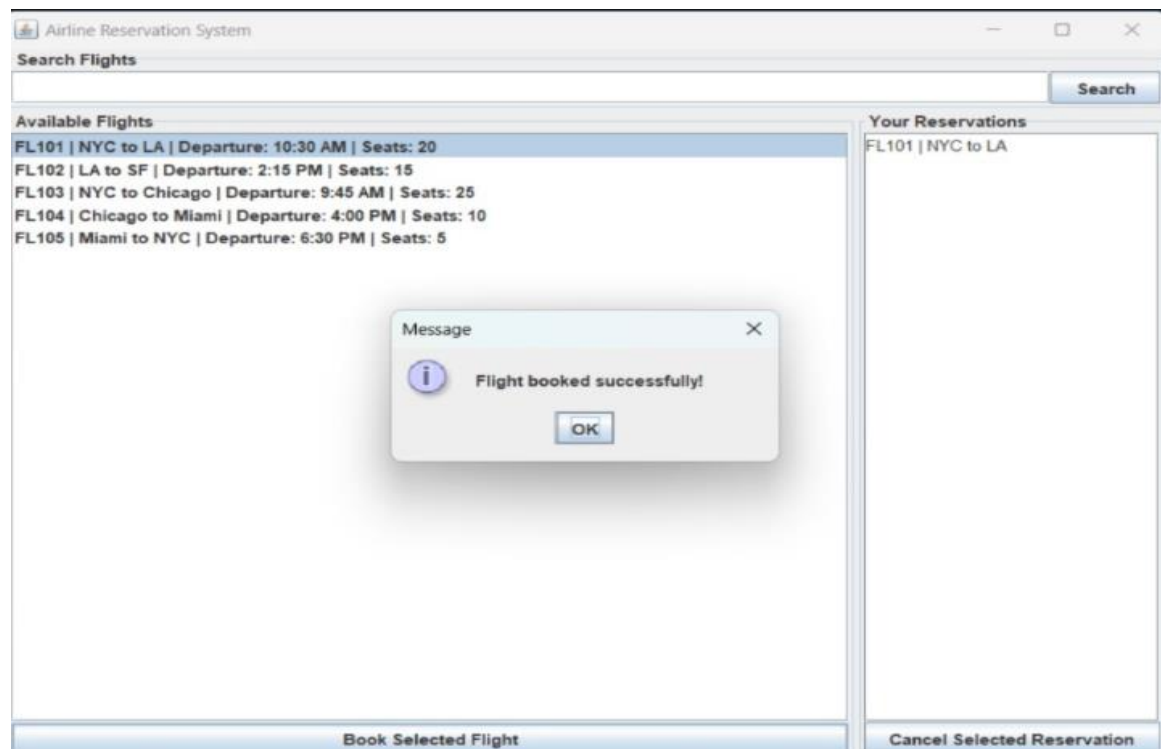 Airline Reservation System
Search Flights
Search
Available Flights
FL101 | NYC to LA | Departure: 10:30 AM | Seats: 20
FL102 | LA to SF | Departure: 2:15 PM | Seats: 15
FL103 | NYC to Chicago | Departure: 9:45 AM | Seats: 25
FL104 | Chicago to Miami | Departure: 4:00 PM | Seats: 10
FL105 | Miami to NYC | Departure: 6:30 PM | Seats: 5
Your Reservations
FL101 | NYC to LA
Message
Flight booked successfully!
OK
Book Selected Flight
Cancel Selected Reservation